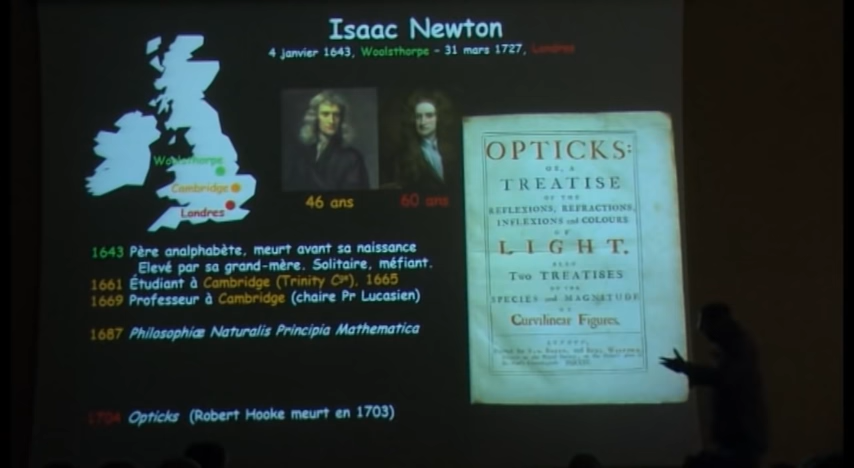 Isaac Newton
4 janvier 1643, Woolsthorpe - 31 mars 1727, Londres
Woolsthorpe
Cambridge
Londres
46 ans
60 ans
1643 Père analphabète, meurt avant sa naissance
Elevé par sa grand-mère. Solitaire, méfiant.
1661 Étudiant à Cambridge (Trinity Cge), 1665
1669 Professeur à Cambridge (chaire Pr Lucasien)
1687 Philosophiæ Naturalis Principia Mathematica
1704 Opticks (Robert Hooke meurt en 1703)
OPTICKS:
OR, A
TREATISE
OF THE
REFLEXIONS, REFRACTIONS,
INFLEXIONS and COLOURS
OF
LIGHT.
ALSO
Two TREATISES
OF THE
SPECIES and MAGNITUDE
OF
Curvilinear Figures.